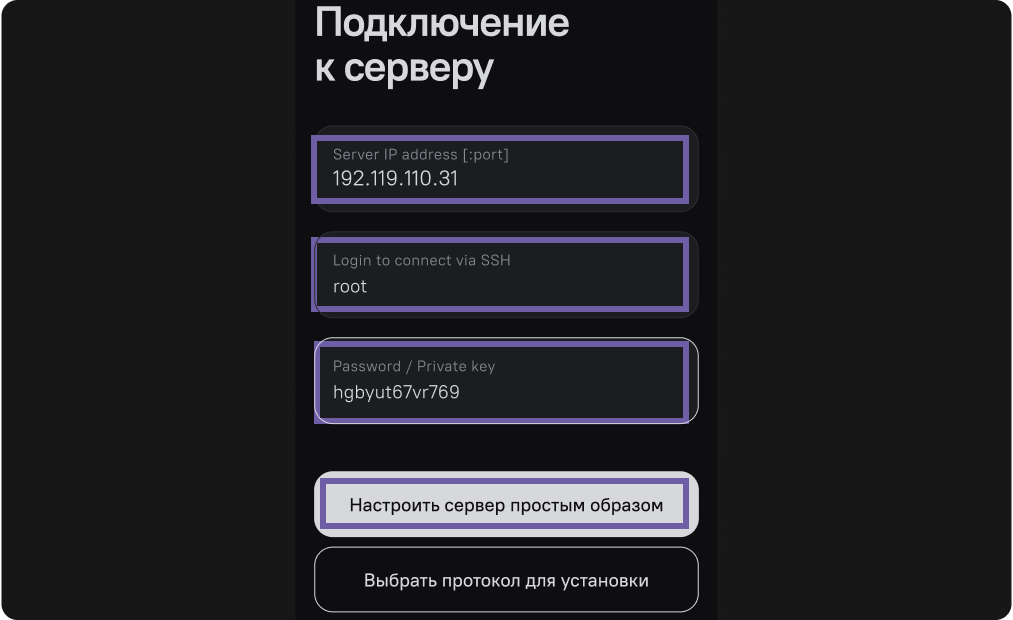 Подключение
к серверу
Server IP address [:port]
192.119.110.31
Login to connect via SSH
root
Password / Private key
hgbyut67vr769
Настроить сервер простым образом
Выбрать протокол для установки